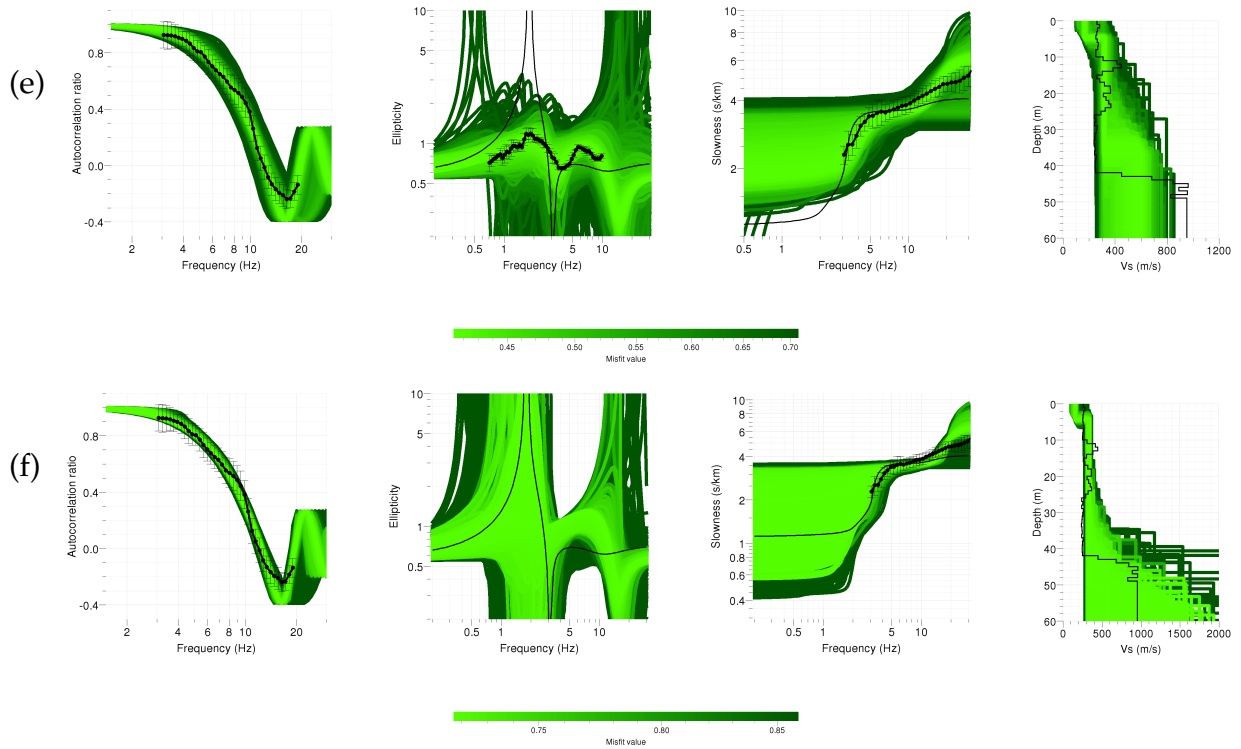 (e)
Autocorrelation ratio
0.8
0.4
0.0
-0.4
2 4 6 8 10 20
Frequency (Hz)
Ellipticity
10
5
1
0.5
0.5 1 5 10
Frequency (Hz)
Slowness (s/km)
10
8
6
4
2
0.5 1 5 10
Frequency (Hz)
Depth (m)
0
10
20
30
40
50
60
0 400 800 1200
Vs (m/s)
0.45 0.50 0.55 0.60 0.65 0.70
Misfit value
(f)
Autocorrelation ratio
0.8
0.4
0.0
-0.4
2 4 6 8 10 20
Frequency (Hz)
Ellipticity
10
5
1
0.5
0.5 1 5 10
Frequency (Hz)
Slowness (s/km)
10
8
6
4
2
1
0.8
0.6
0.4
0.5 1 5 10
Frequency (Hz)
Depth (m)
0
10
20
30
40
50
60
0 500 1000 1500 2000
Vs (m/s)
0.75 0.80 0.85
Misfit value